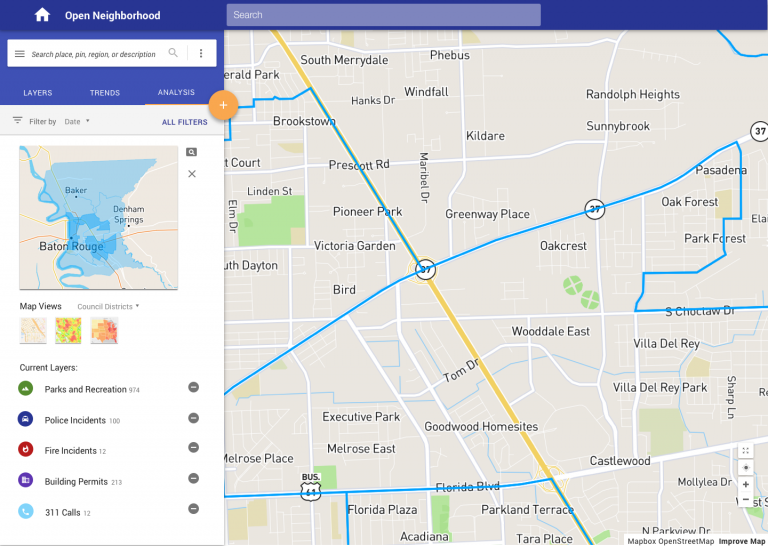 Open Neighborhood
Search
Search place, pin, region, or description
LAYERS
TRENDS
ANALYSIS
Filter by
Date
ALL FILTERS
Baker
Denham
Springs
Baton Rouge
Map Views
Council Districts
Current Layers:
Parks and Recreation 974
Police Incidents 100
Fire Incidents 12
Building Permits 213
311 Calls 12
South Merrydale
Phebus
erald Park
Windfall
Hanks Dr
Randolph Heights
Brookstown
Sunnybrook
Kildare
37
t Court
Prescott Rd
Maribel Dr
Pasadena
Linden St
Elm Dr
Oak Forest
Pioneer Park
Greenway Place
37
Ela
Park Forest
Victoria Garden
Oakcrest
uth Dayton
37
Bird
S Choctaw Dr
Wooddale East
Villa Del Rey
Tom Dr
Villa Del Rey Park
Sharp Ln
Executive Park
Goodwood Homesites
Melrose East
Melrose Place
Castlewood
BUS.
61
Florida Blvd
Mollylea Dr
Florida Plaza
Parkland Terrace
West S
Acadiana
Tara Place
N Parkview Dr
Mapbox OpenStreetMap Improve Map